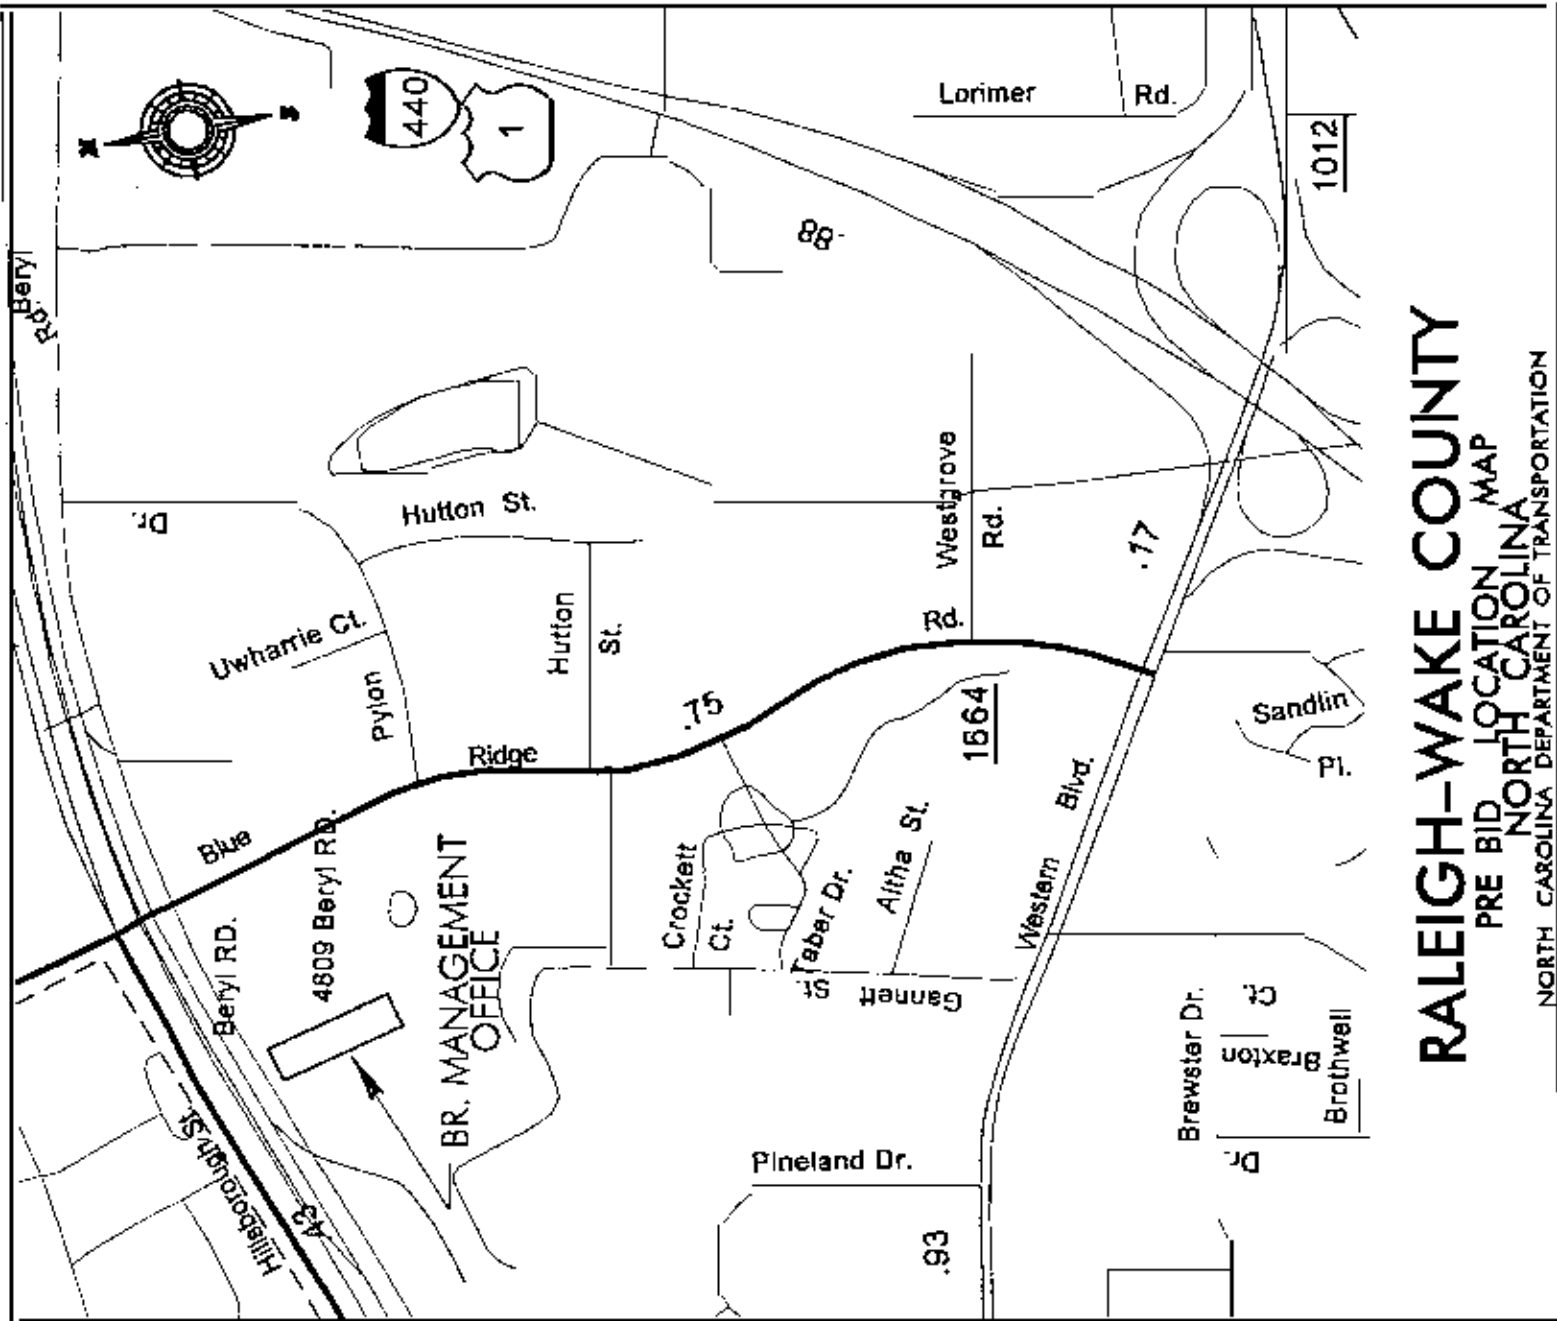 N
S
440
1
Lorimer Rd.
1012
Beryl
Rd.
.88
Dr.
Hutton St.
Uwharrie Ct.
Pylon
Hutton
St.
Westgrove
Rd.
.17
Rd.
.75
Ridge
Blue
1664
Sandlin
Pl.
Blvd.
Western
4809 Beryl RD.
Beryl RD.
BR. MANAGEMENT
OFFICE
Crockett
Ct.
Tabar Dr.
Altha St.
Gannett St.
Hillsborough St.
.43
Pineland Dr.
.93
Brewster Dr.
Braxton Ct.
Brothwell
Dr.
RALEIGH-WAKE COUNTY
PRE BID LOCATION MAP
NORTH CAROLINA
NORTH CAROLINA DEPARTMENT OF TRANSPORTATION